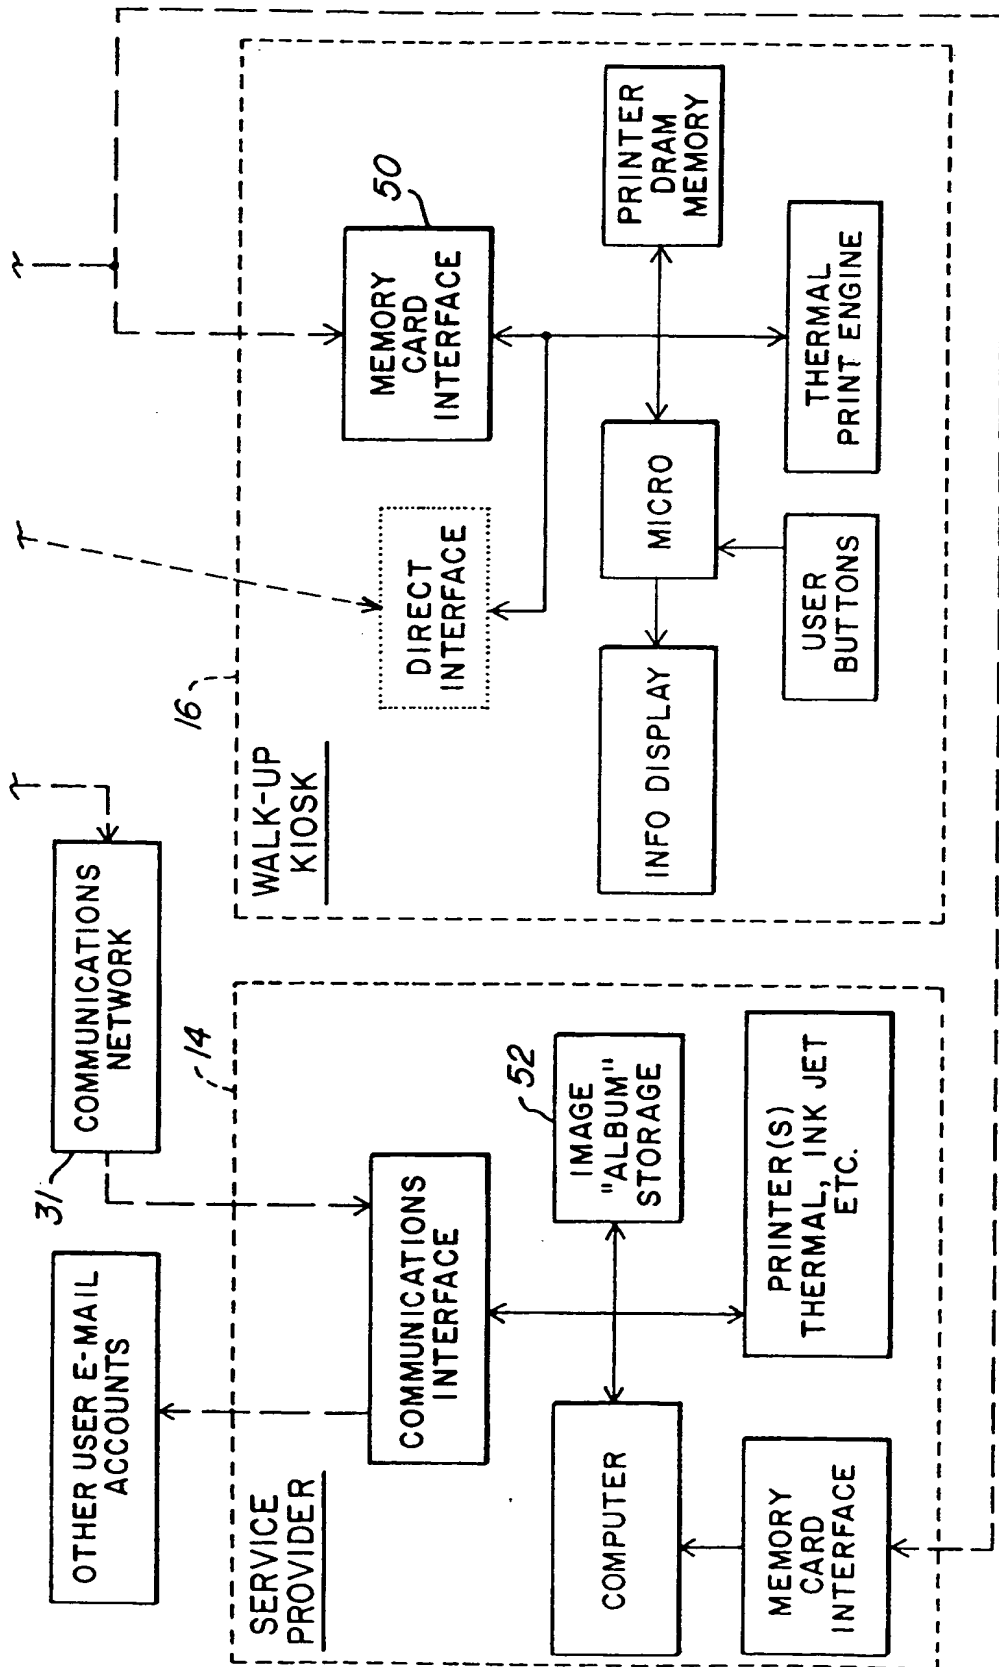 OTHER USER E-MAIL
ACCOUNTS
31
COMMUNICATIONS
NETWORK
SERVICE
PROVIDER
14
COMMUNICATIONS
INTERFACE
COMPUTER
IMAGE
"ALBUM"
STORAGE
52
MEMORY
CARD
INTERFACE
PRINTER(S)
THERMAL, INK JET
ETC.
WALK-UP
KIOSK
16
DIRECT
INTERFACE
MEMORY
CARD
INTERFACE
50
INFO DISPLAY
MICRO
PRINTER
DRAM
MEMORY
USER
BUTTONS
THERMAL
PRINT ENGINE